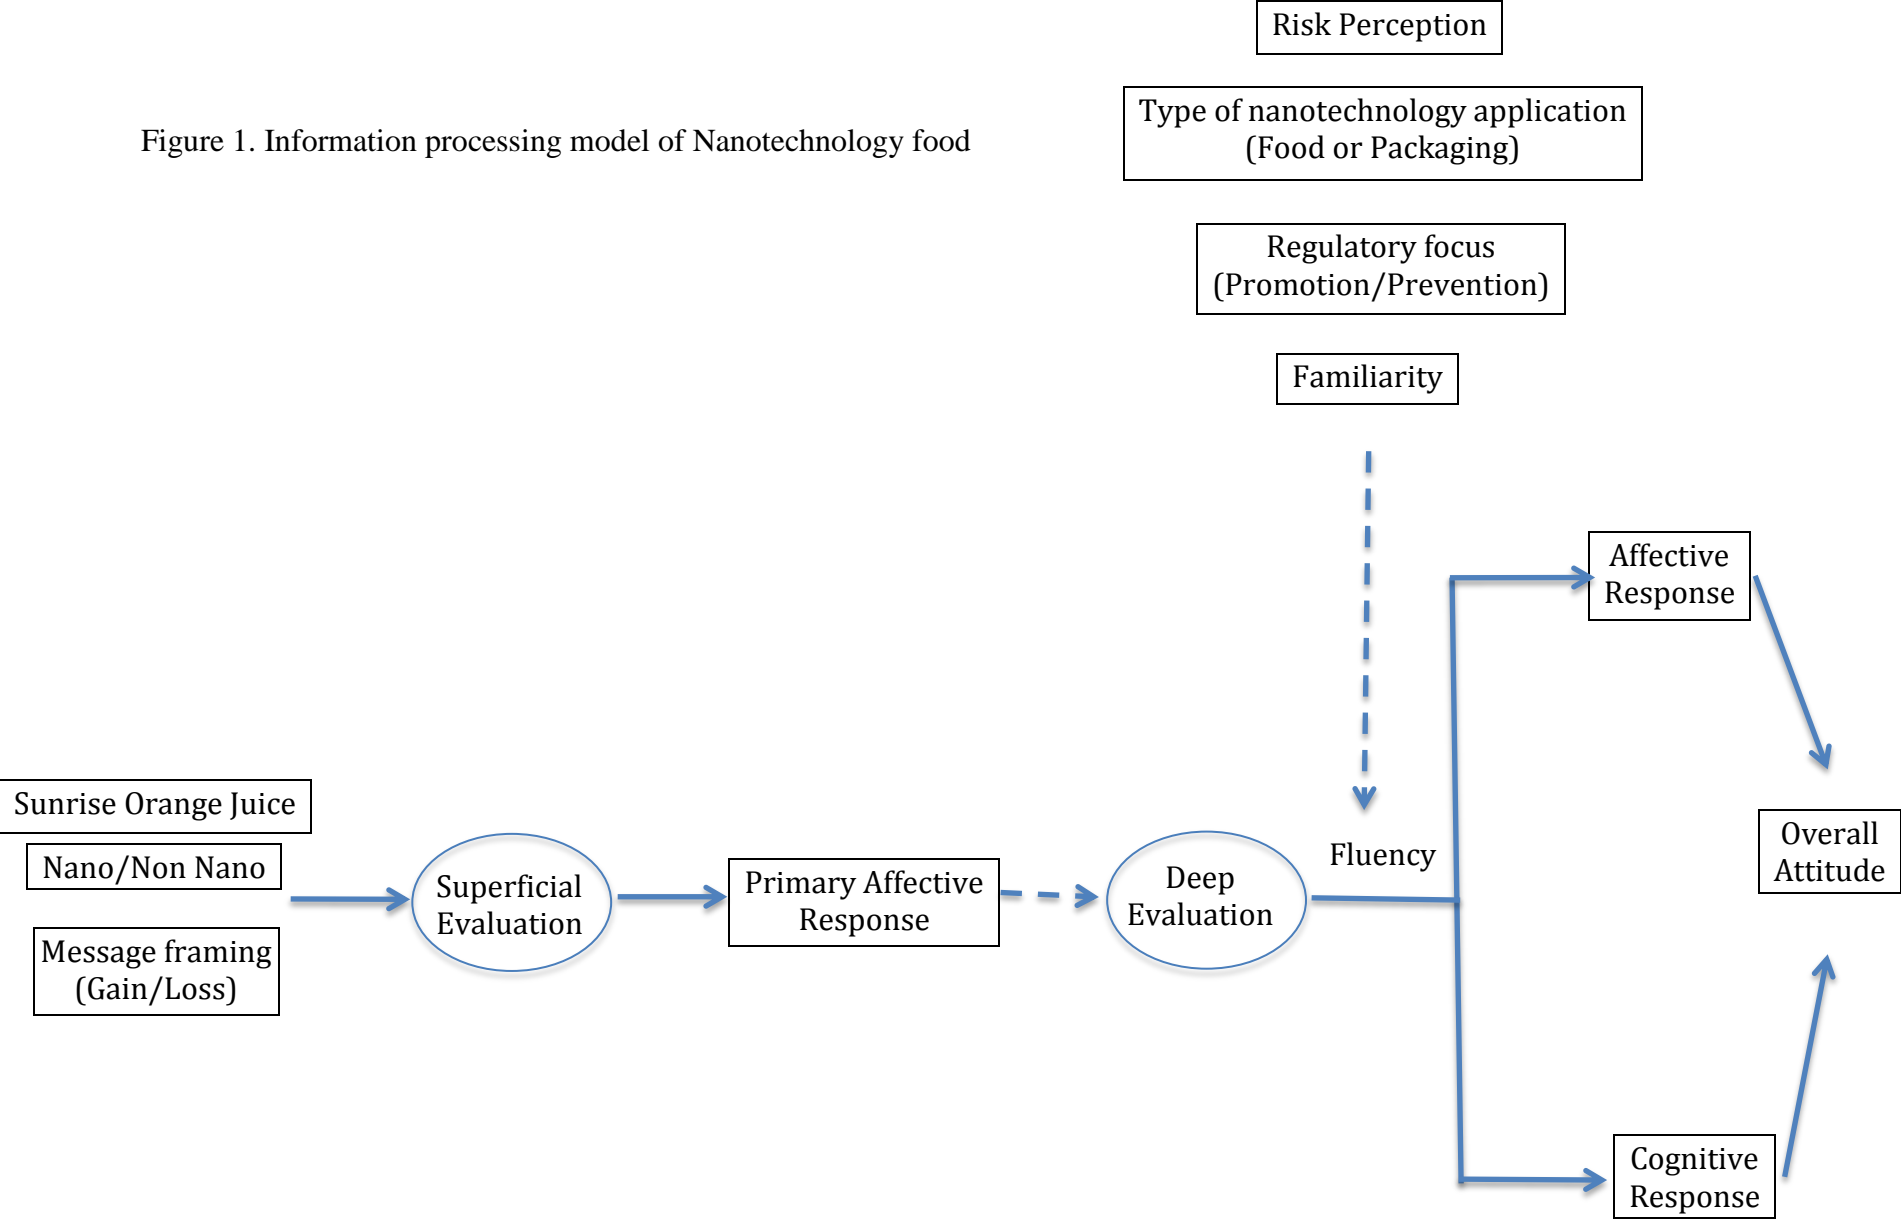 Risk Perception
Type of nanotechnology application
(Food or Packaging)
Figure 1. Information processing model of Nanotechnology food
Regulatory focus
(Promotion/Prevention)
Familiarity
Affective
Response
Sunrise Orange Juice
Nano/Non Nano
Message framing
(Gain/Loss)
Superficial
Evaluation
Primary Affective
Response
Deep
Evaluation
Fluency
Overall
Attitude
Cognitive
Response